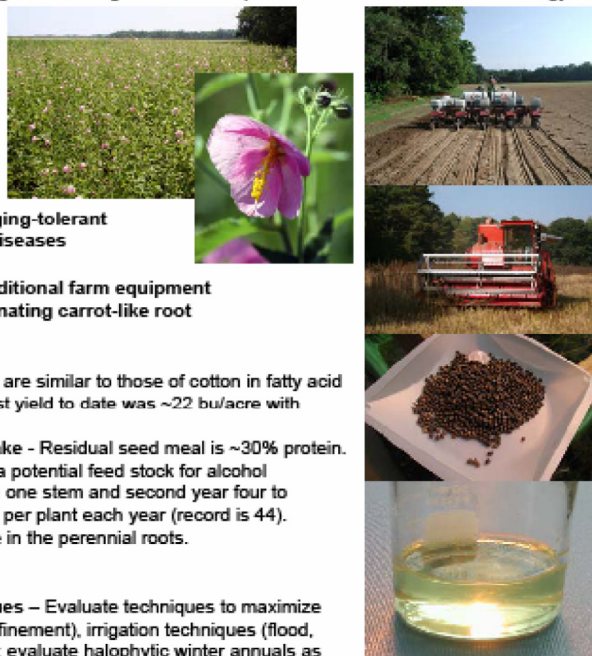 ging-tolerant
iseases
ditional farm equipment
nating carrot-like root
are similar to those of cotton in fatty acid
st yield to date was ~22 bu/acre with
ake - Residual seed meal is ~30% protein.
a potential feed stock for alcohol
one stem and second year four to
per plant each year (record is 44).
e in the perennial roots.
ues – Evaluate techniques to maximize
finement), irrigation techniques (flood,
evaluate halophytic winter annuals as